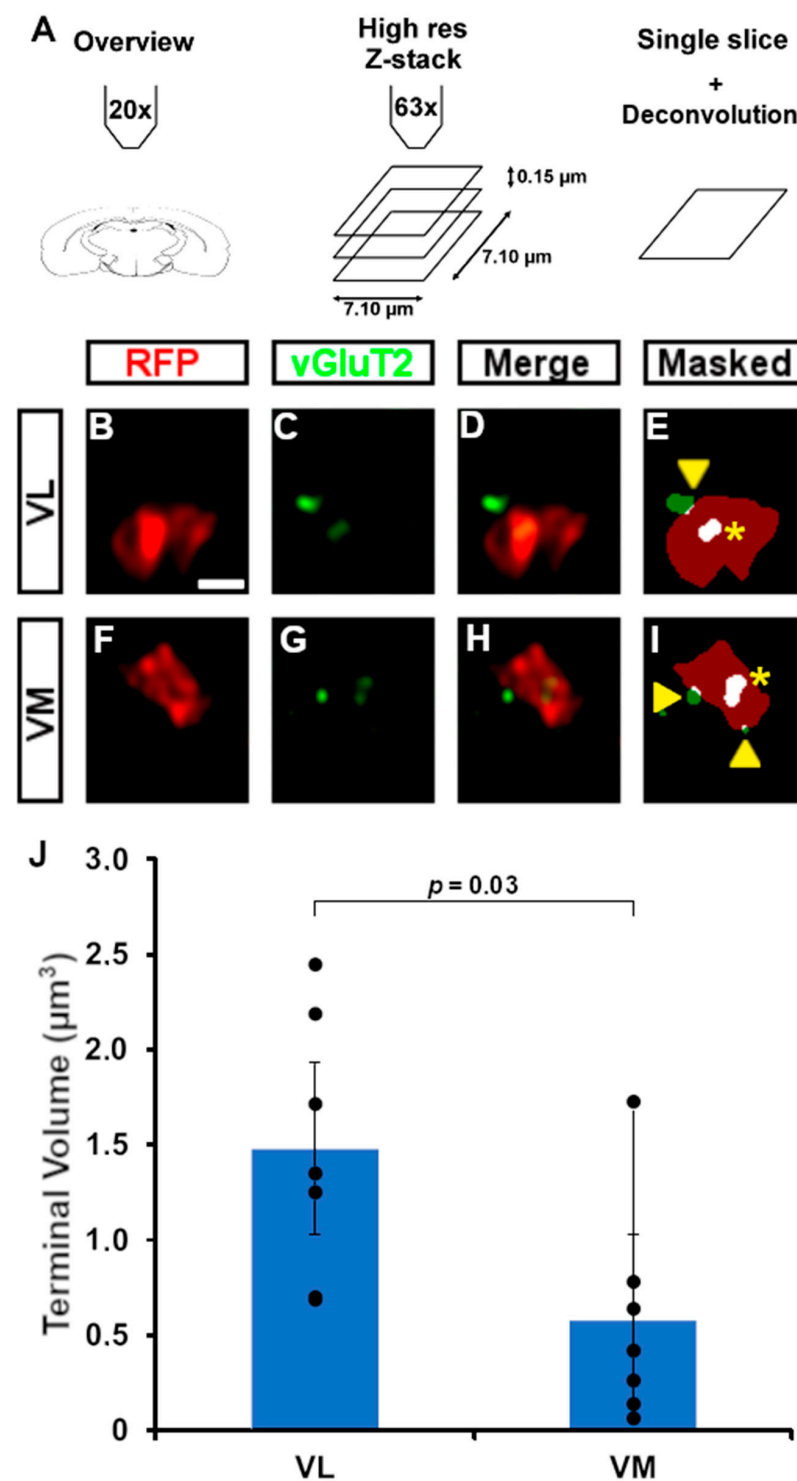 A
Overview
High res
Z-stack
Single slice
+
Deconvolution
20x
63x
0.15 µm
7.10 µm
7.10 µm
RFP
vGluT2
Merge
Masked
VL
B
C
D
E
*
VM
F
G
H
I
*
J
p = 0.03
Terminal Volume (µm³)
3.0
2.5
2.0
1.5
1.0
0.5
0
VL
VM